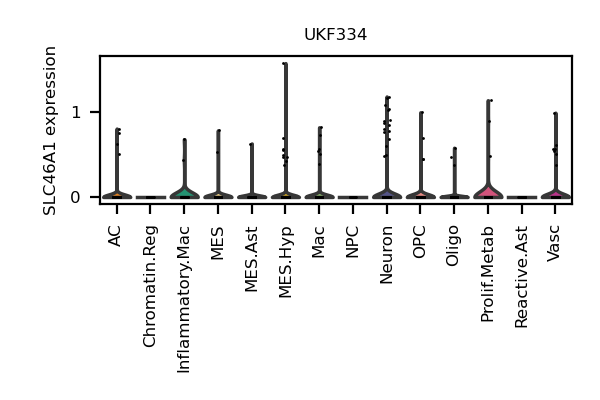 UKF334
SLC46A1 expression
1
0
AC
Chromatin.Reg
Inflammatory.Mac
MES
MES.Ast
MES.Hyp
Mac
NPC
Neuron
OPC
Oligo
Prolif.Metab
Reactive.Ast
Vasc